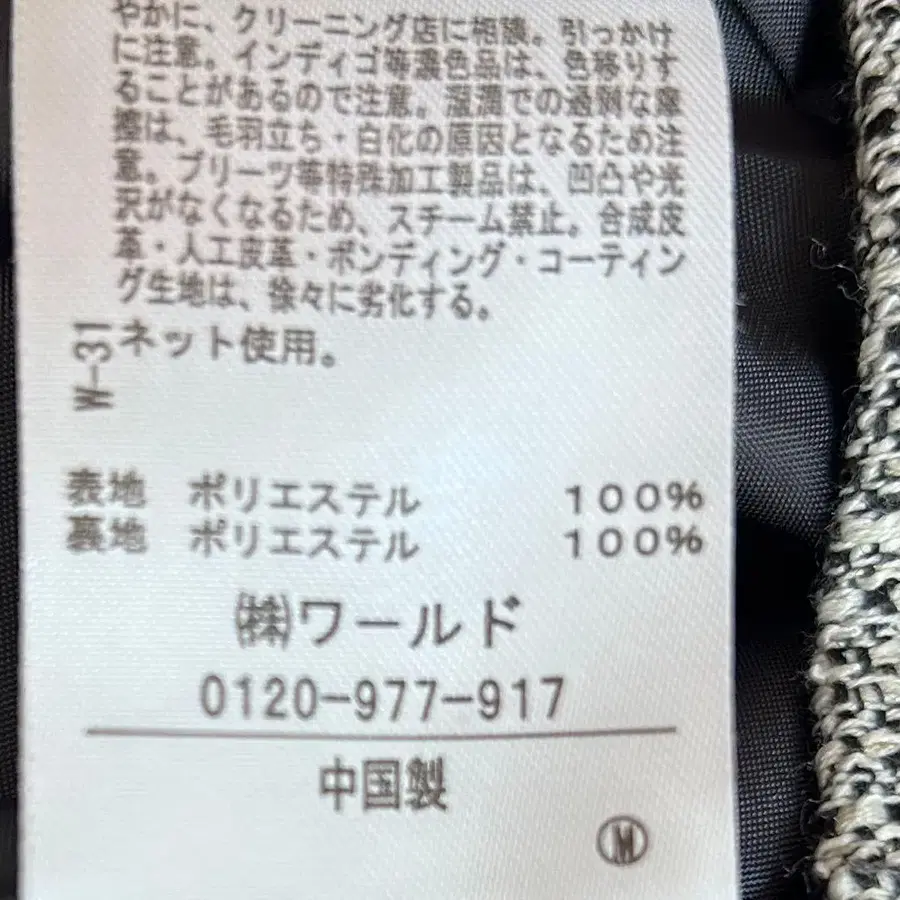 やかに、クリーニング店に相談。引っかけ
に注意。インディゴ等濃色品は、色移りす
ることがあるので注意。湿潤での過剰な摩
擦は、毛羽立ち・白化の原因となるため注
意。プリーツ等特殊加工製品は、凹凸や光
沢がなくなるため、スチーム禁止。合成皮
革・人工皮革・ボンディング・コーティン
グ生地は、徐々に劣化する。
ネット使用。
W-31
表地 ポリエステル 100%
裏地 ポリエステル 100%
㈱ワールド
0120-977-917
中国製
Ⓜ